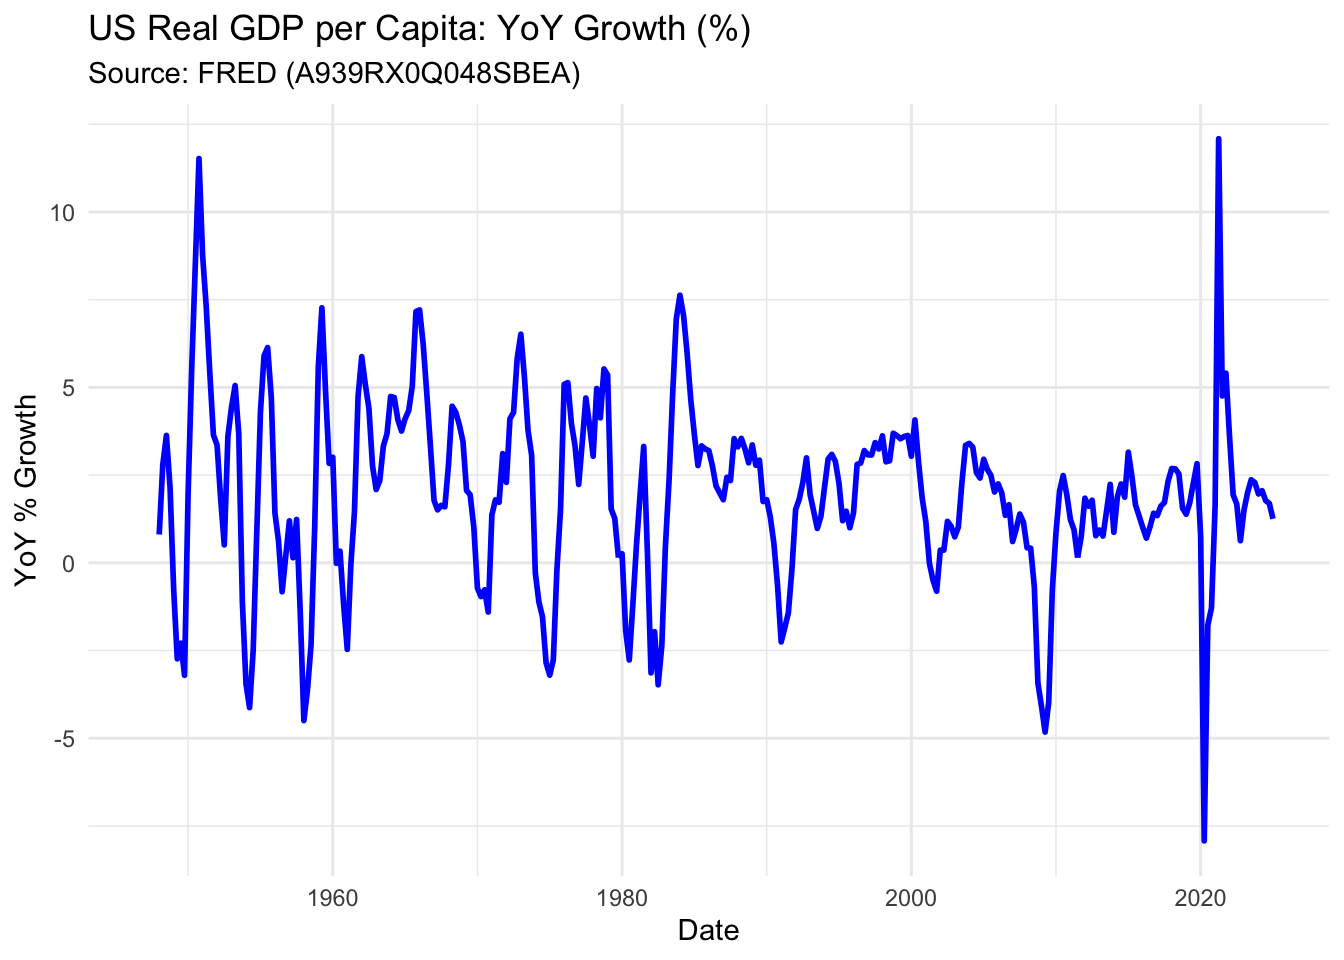 US Real GDP per Capita: YoY Growth (%)
Source: FRED (A939RX0Q048SBEA)
YoY % Growth
10
5
0
-5
1960
1980
2000
2020
Date